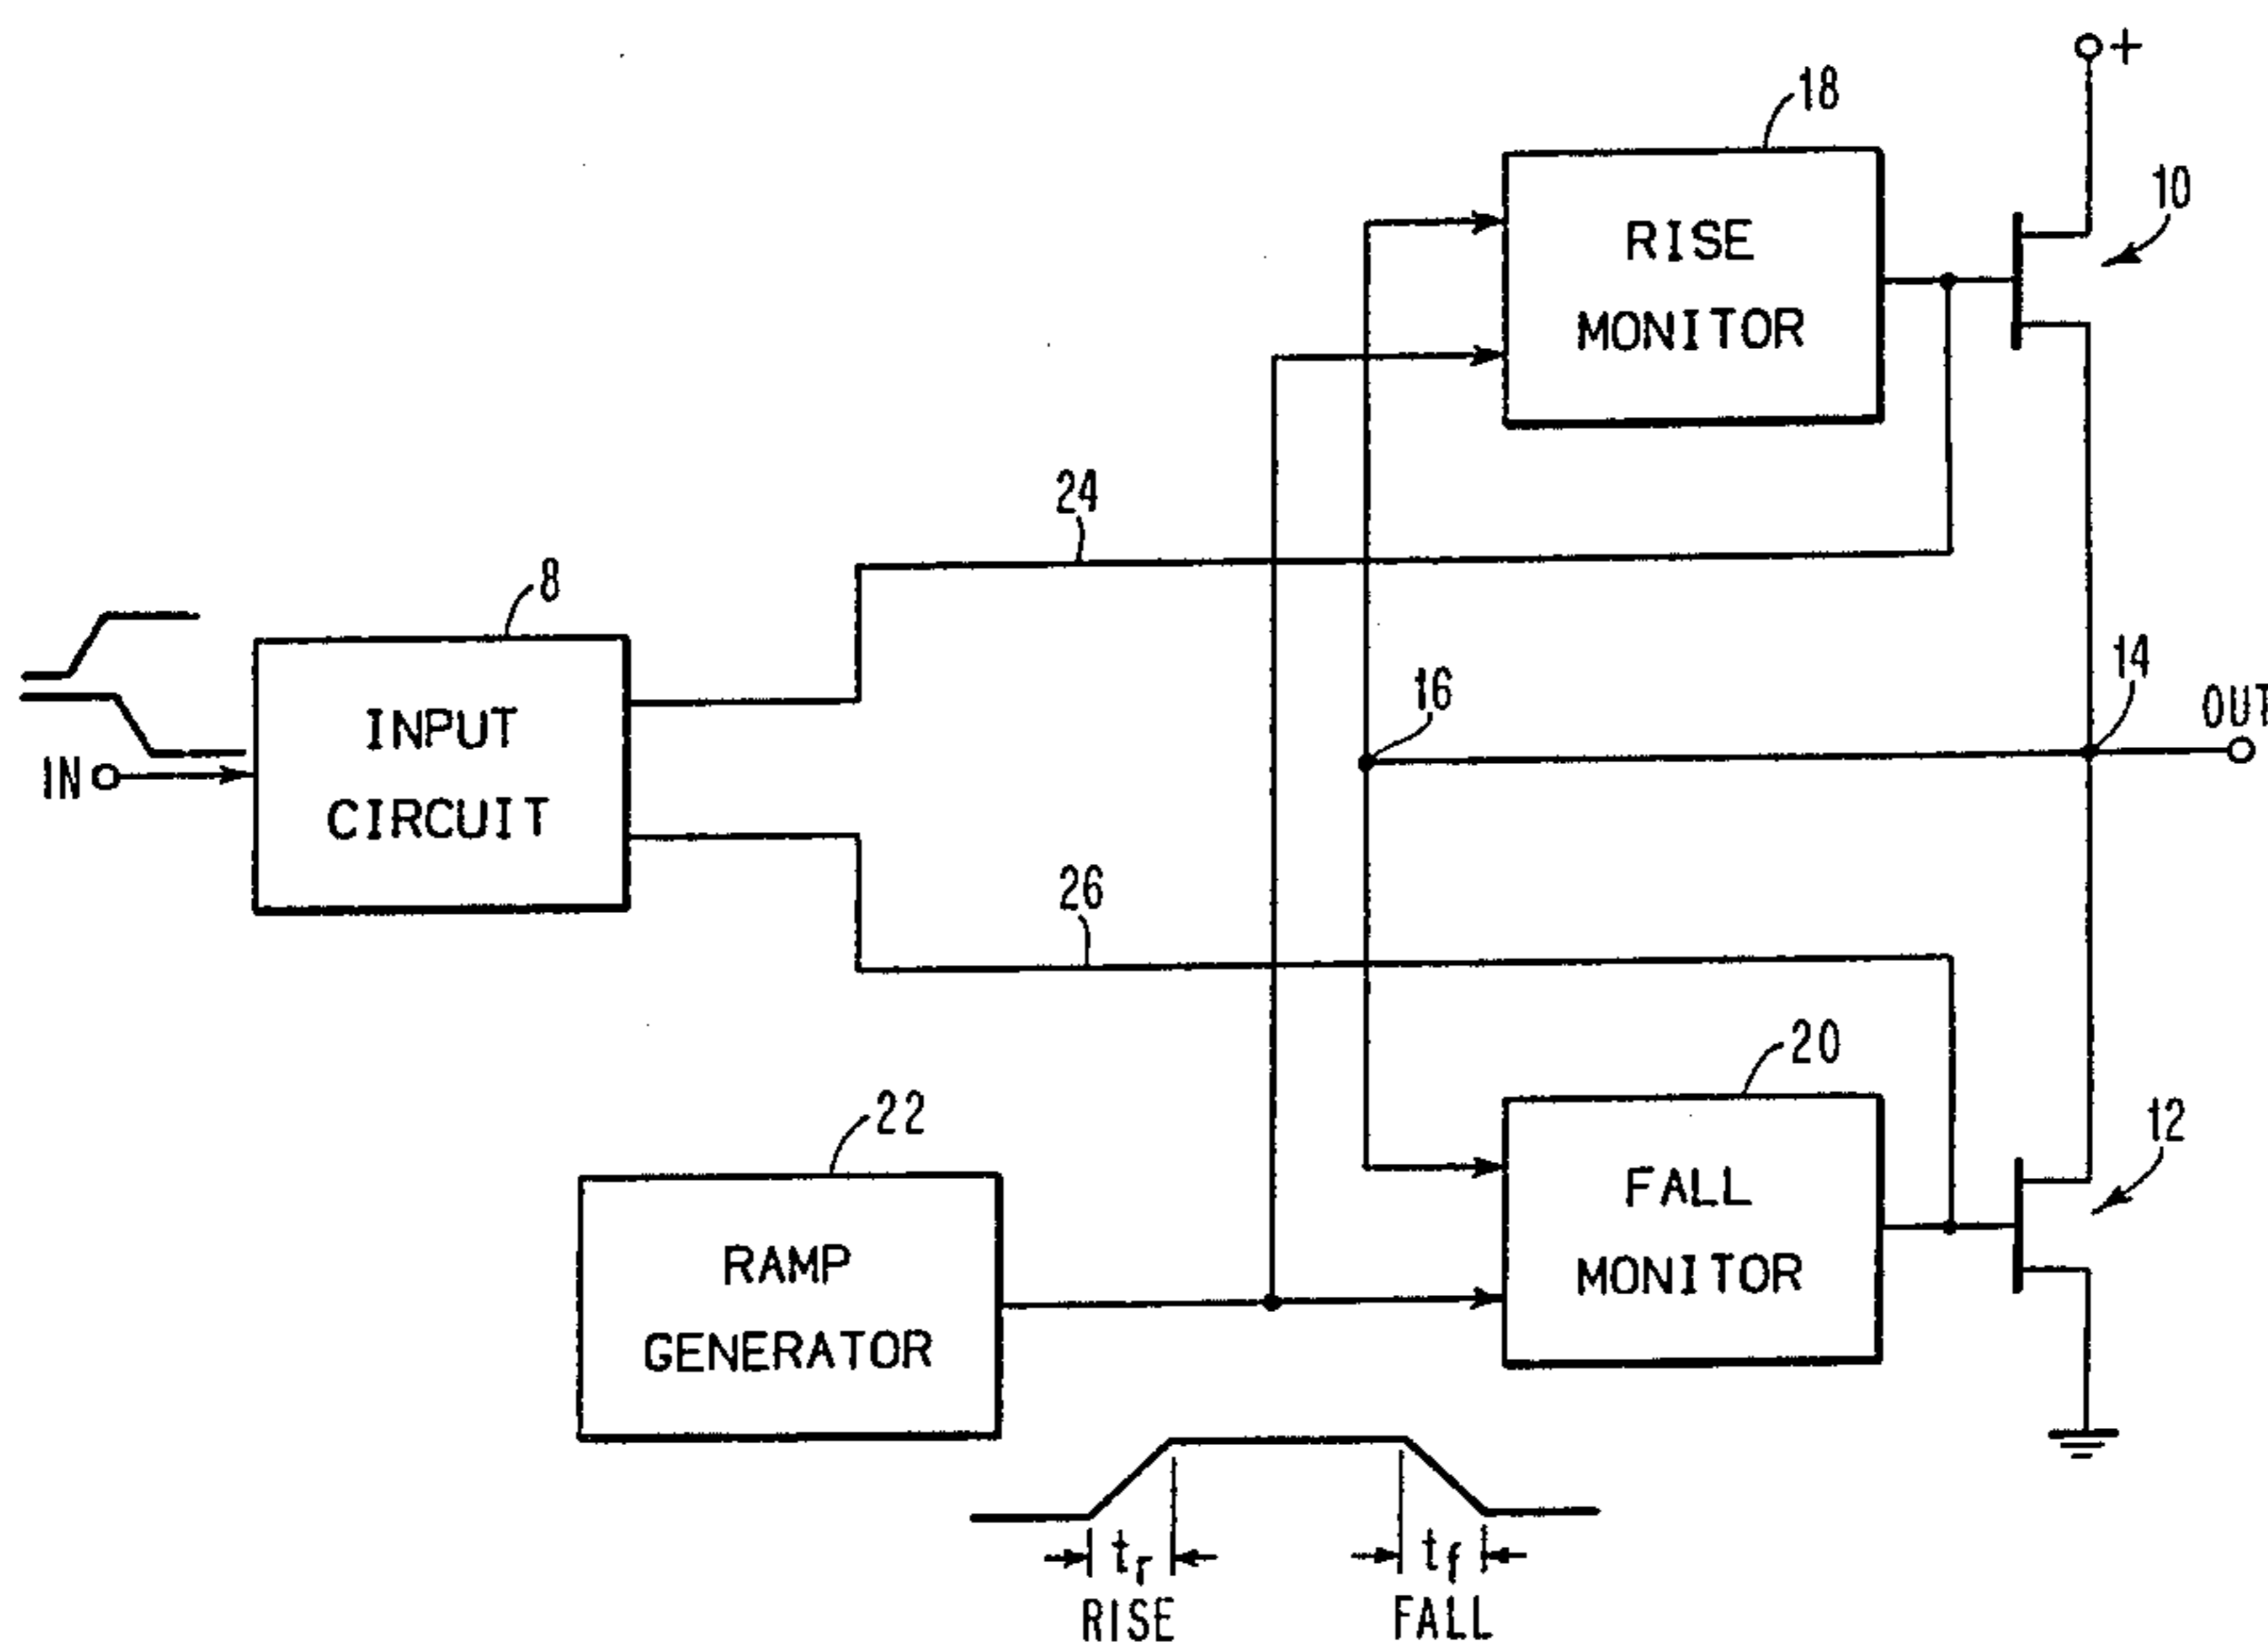 +
18
RISE
MONITOR
10
24
8
INPUT
CIRCUIT
IN
16
14
OUT
26
20
FALL
MONITOR
12
22
RAMP
GENERATOR
tr
tf
RISE
FALL